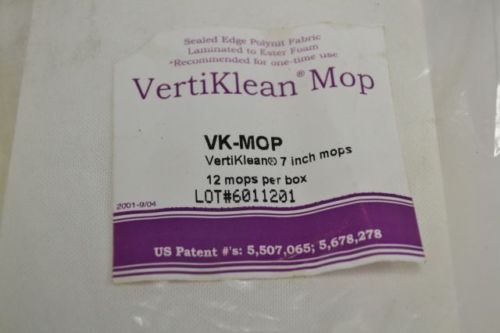 Sealed Edge Polynit Fabric
Laminated to Ester Foam
*Recommended for one-time use
VertiKlean® Mop
VK-MOP
VertiKlean® 7 inch mops
12 mops per box
LOT#6011201
2001-9/04
US Patent #'s: 5,507,065; 5,678,278